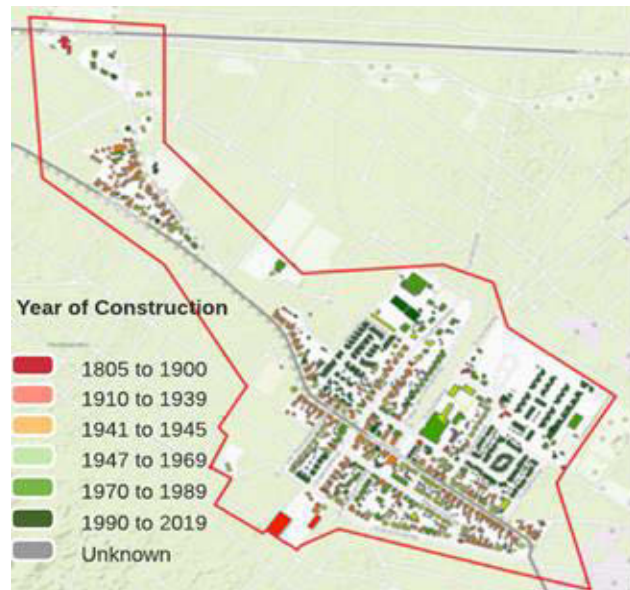 Year of Construction
1805 to 1900
1910 to 1939
1941 to 1945
1947 to 1969
1970 to 1989
1990 to 2019
Unknown